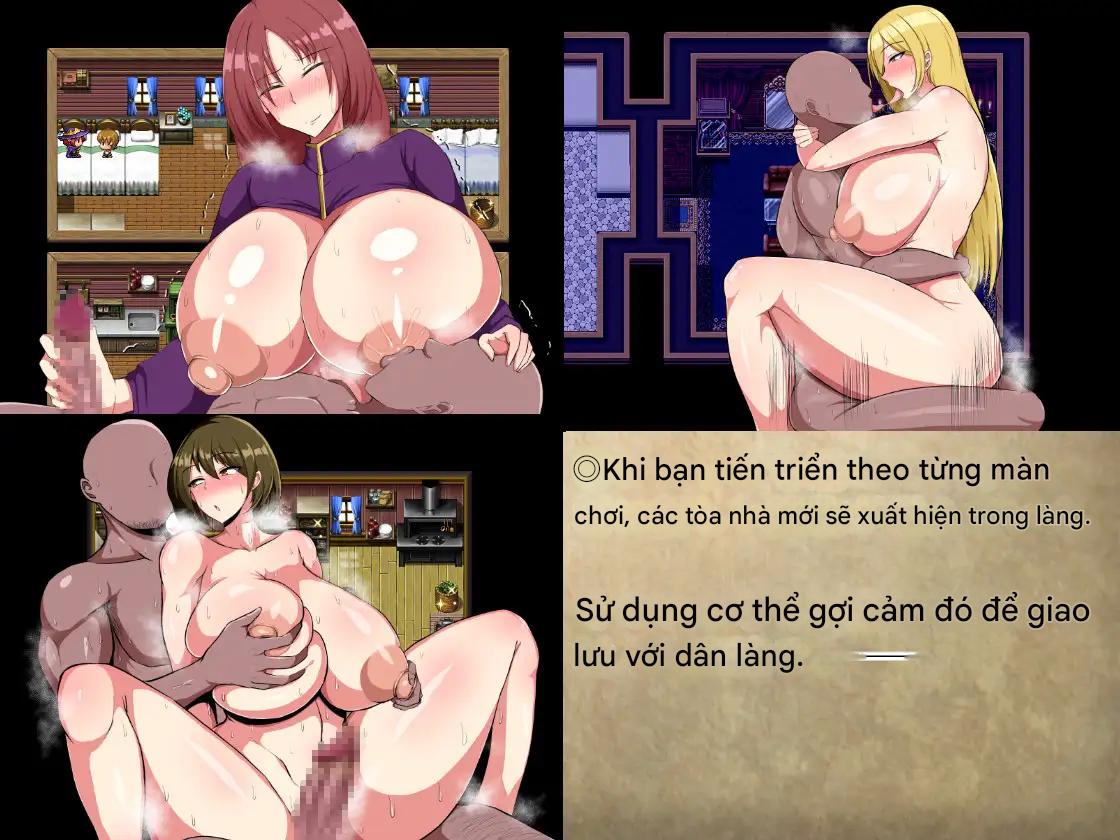 ◎Khi bạn tiến triển theo từng màn
chơi, các tòa nhà mới sẽ xuất hiện trong làng.
Sử dụng cơ thể gợi cảm đó để giao
lưu với dân làng.